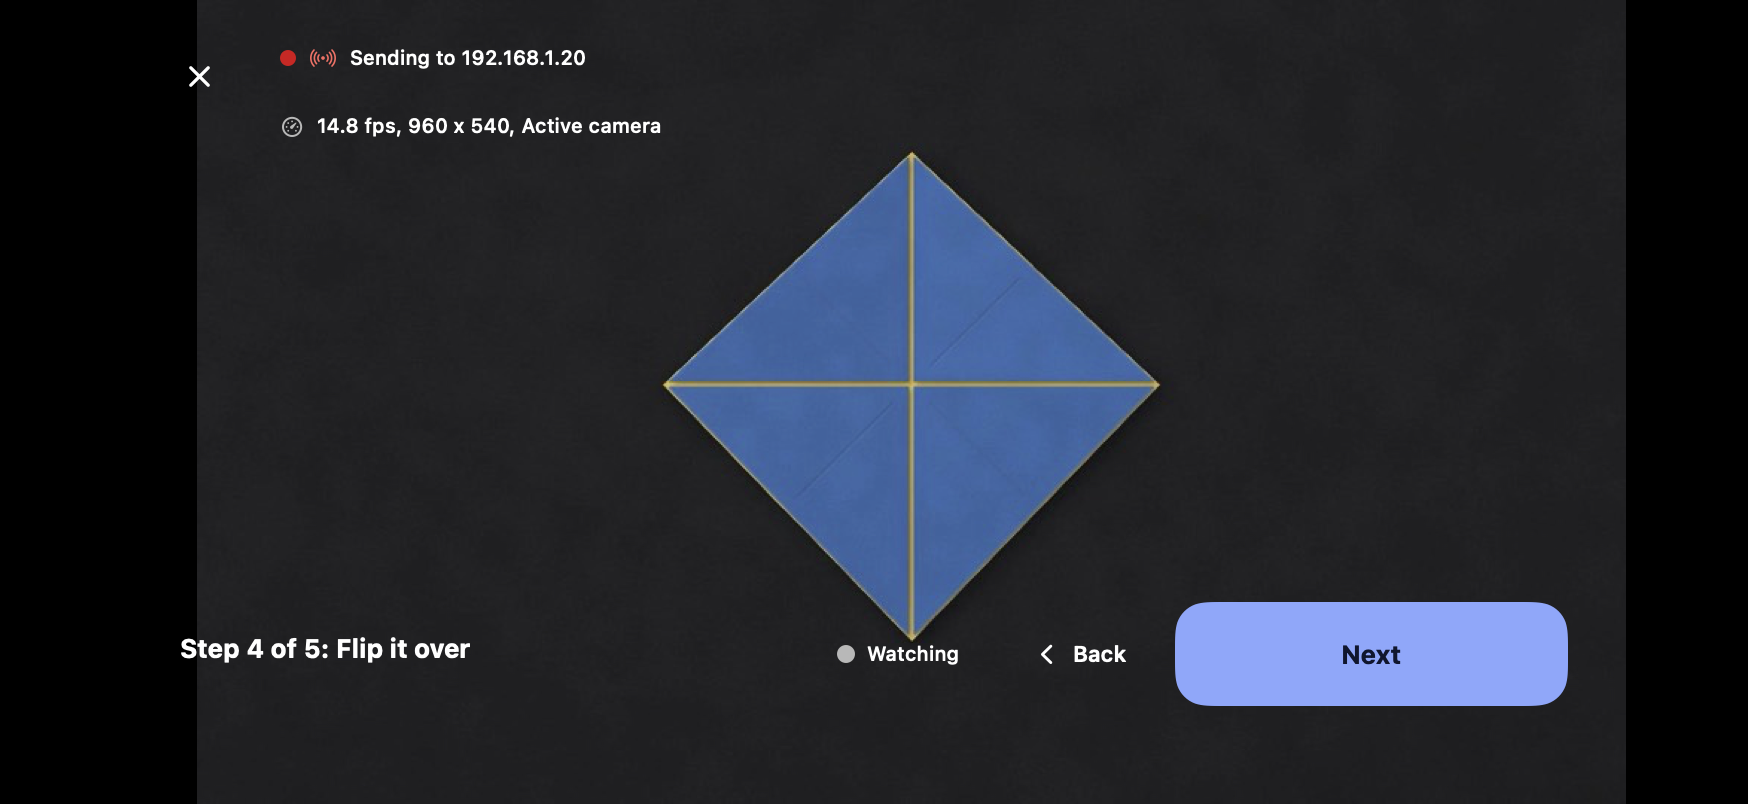 Sending to 192.168.1.20
14.8 fps, 960 x 540, Active camera
Step 4 of 5: Flip it over
Watching
Back
Next